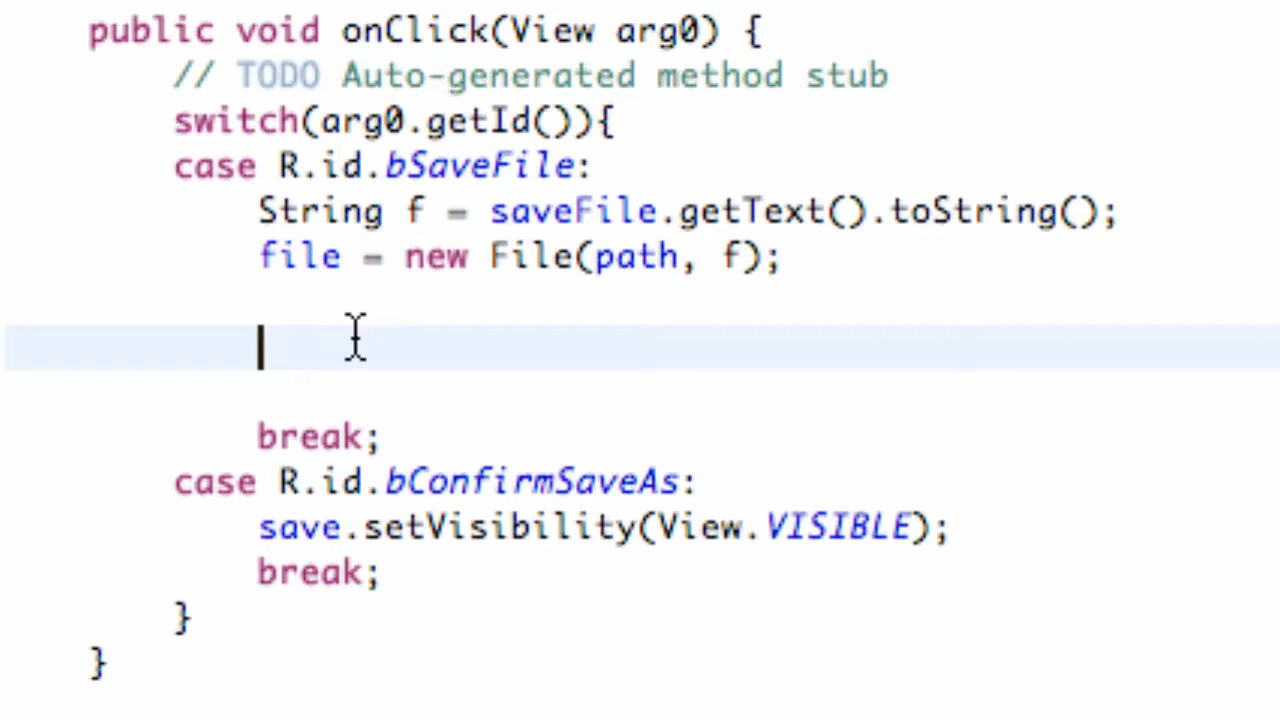 public void onClick(View arg0) {
// TODO Auto-generated method stub
switch(arg0.getId()){
case R.id.bSaveFile:
String f = saveFile.getText().toString();
file = new File(path, f);
break;
case R.id.bConfirmSaveAs:
save.setVisibility(View.VISIBLE);
break;
}
}